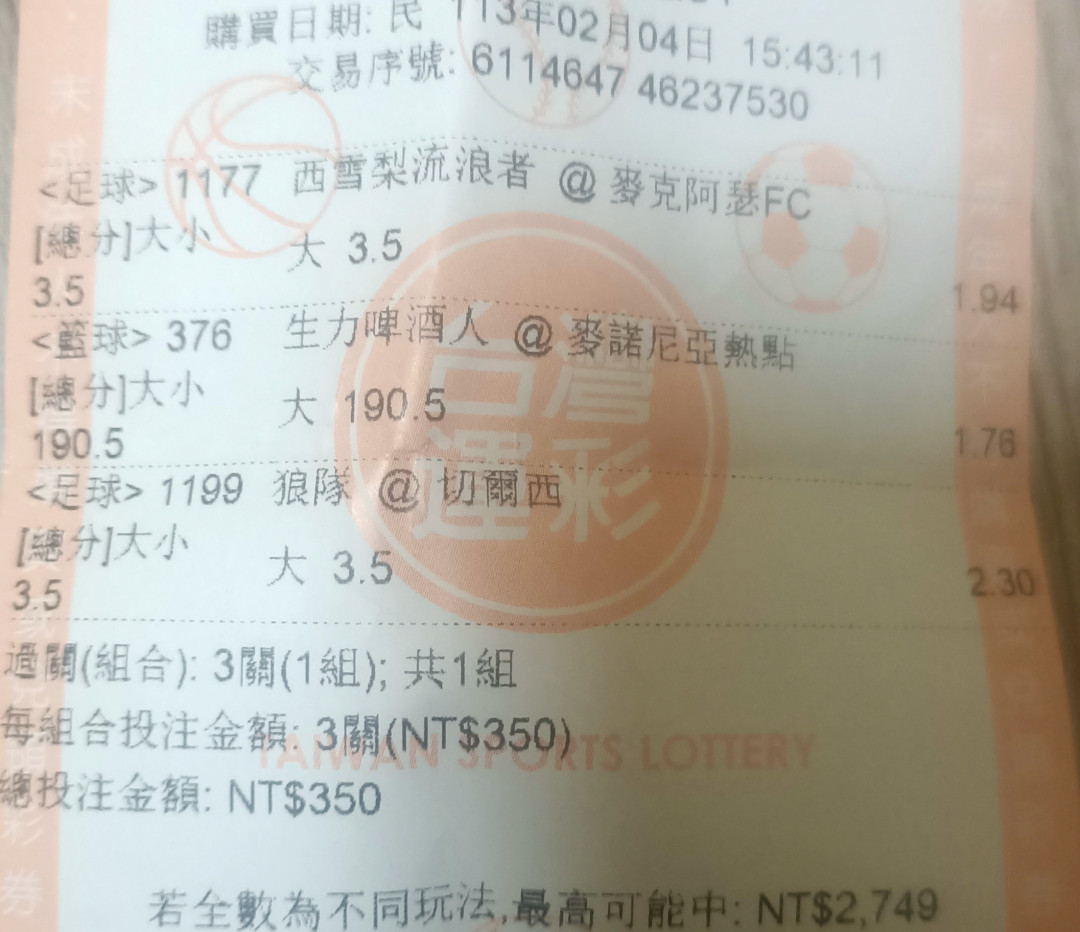 購買日期: 民 113年02月04日 15:43:11
交易序號: 6114647 46237530
<足球> 1177 西雪梨流浪者 @ 麥克阿瑟FC
[總分]大小 大 3.5
3.5 1.94
<籃球> 376 生力啤酒人 @ 麥諾尼亞熱點
[總分]大小 大 190.5
190.5 1.76
<足球> 1199 狼隊 @ 切爾西
[總分]大小 大 3.5
3.5 2.30
台灣
運彩
過關(組合): 3關(1組); 共1組
每組合投注金額: 3關(NT$350)
TAIWAN SPORTS LOTTERY
總投注金額: NT$350
若全數為不同玩法,最高可能中: NT$2,749